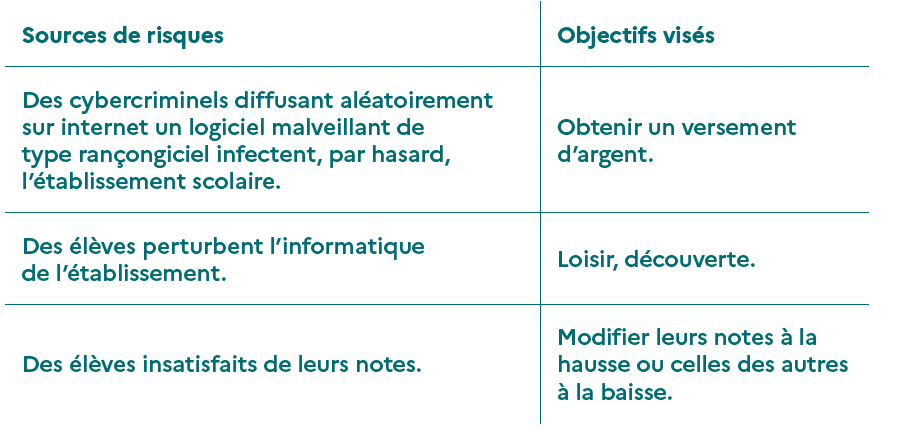 Sources de risques
Objectifs visés
Des cybercriminels diffusant aléatoirement
sur internet un logiciel malveillant de
type rançongiciel infectent, par hasard,
l’établissement scolaire.
Obtenir un versement
d’argent.
Des élèves perturbent l’informatique
de l’établissement.
Loisir, découverte.
Des élèves insatisfaits de leurs notes.
Modifier leurs notes à la
hausse ou celles des autres
à la baisse.